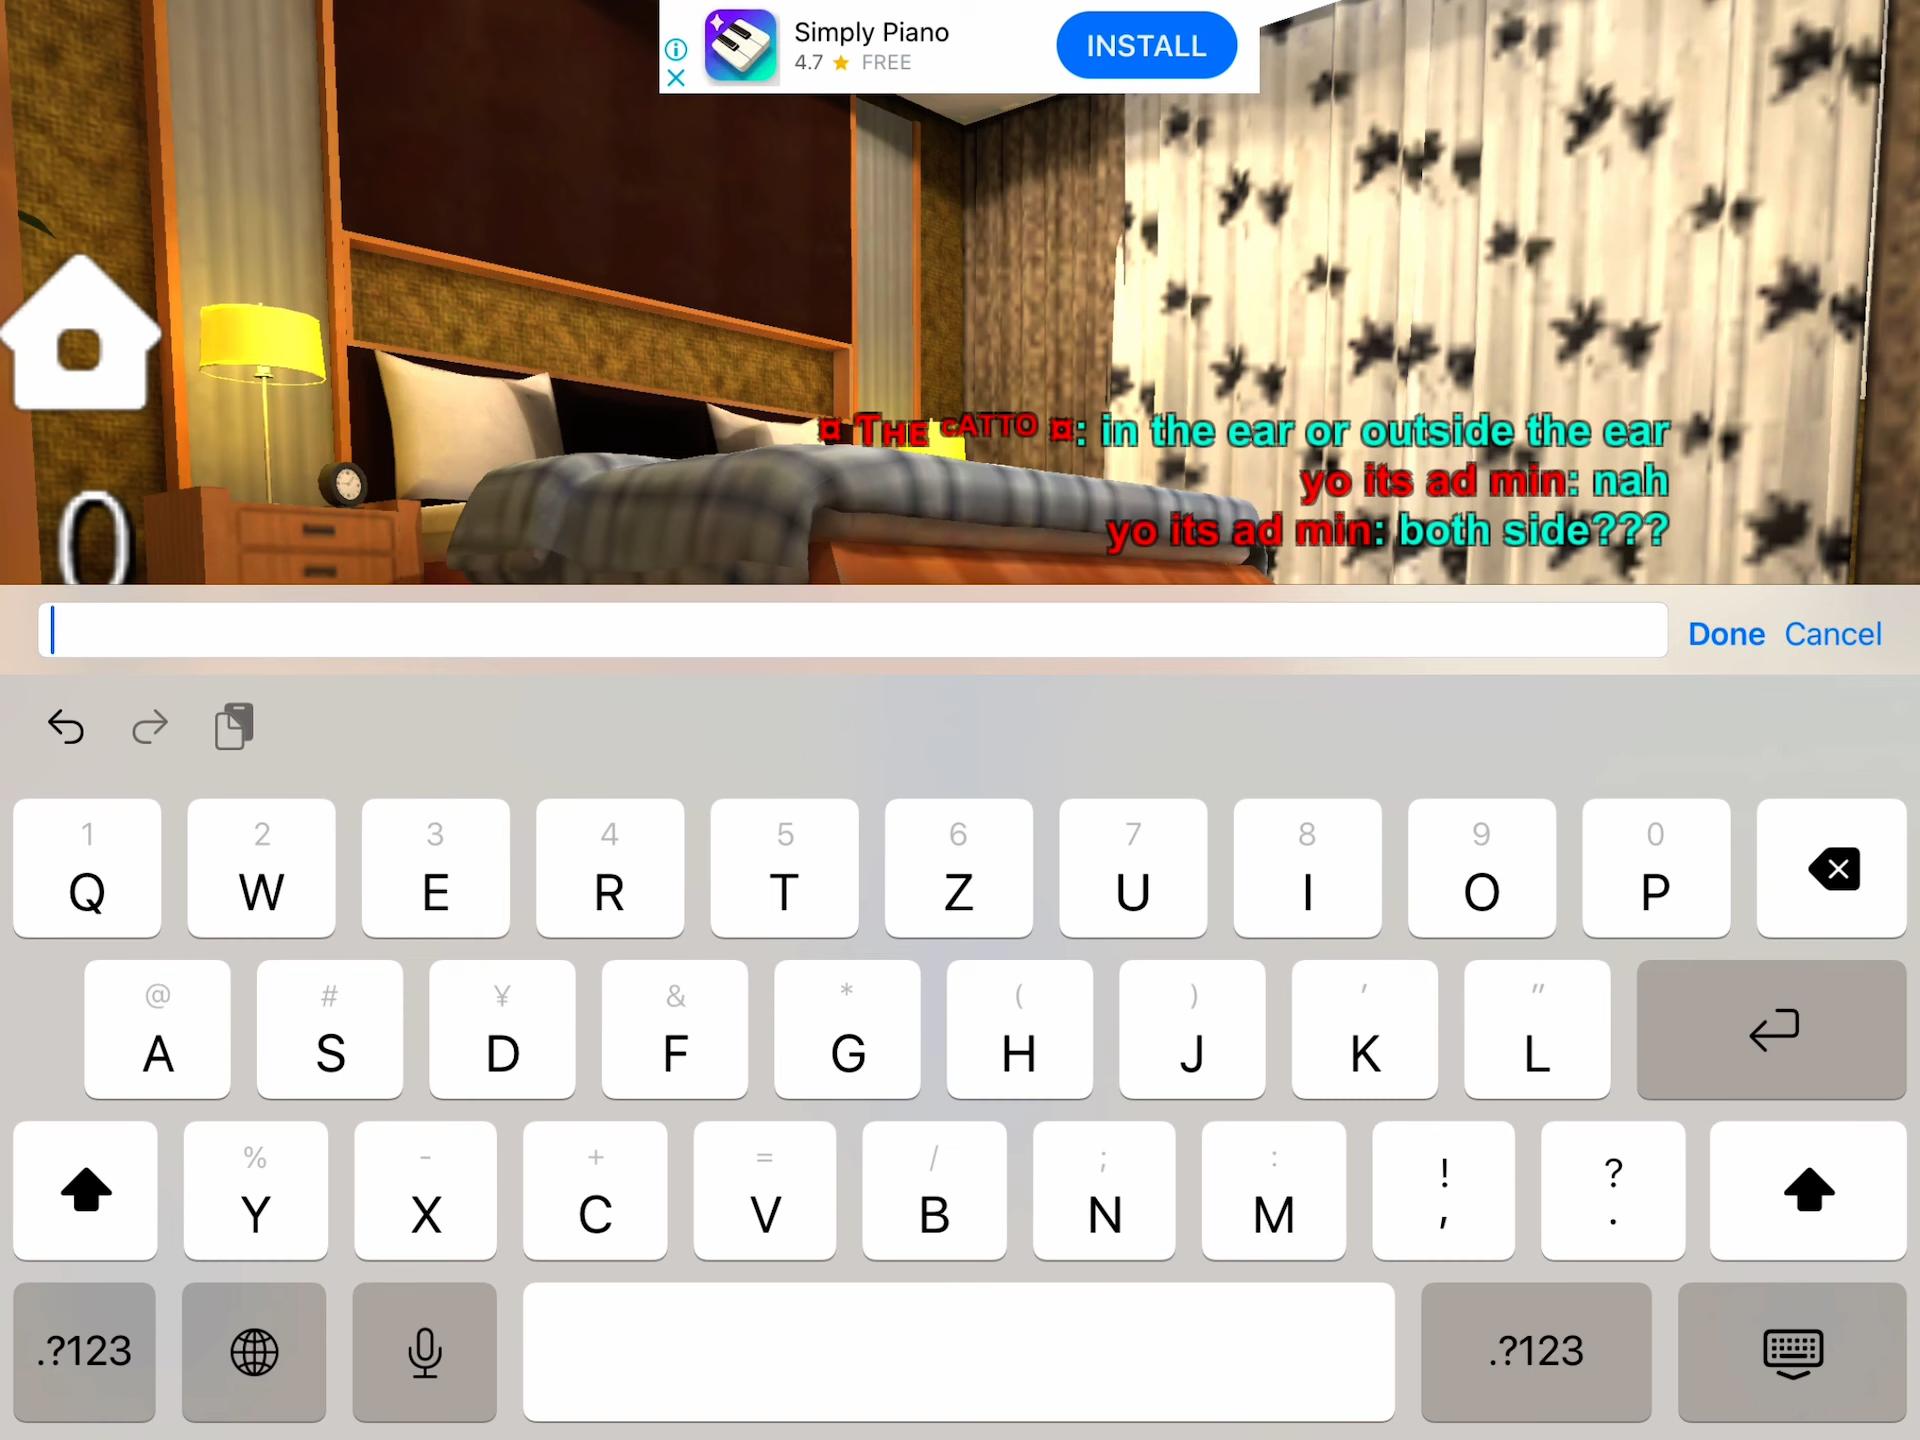 Simply Piano
4.7 ★ FREE
INSTALL
¤ Tʜᴇ ᶜᴬᵀᵀᴼ ¤: in the ear or outside the ear
yo its ad min: nah
yo its ad min: both side???
0
Done Cancel
1 2 3 4 5 6 7 8 9 0
Q W E R T Z U I O P
@ # ¥ & * ( ) ' "
A S D F G H J K L
% - + = / ; : ! ?
Y X C V B N M , .
.?123 .?123